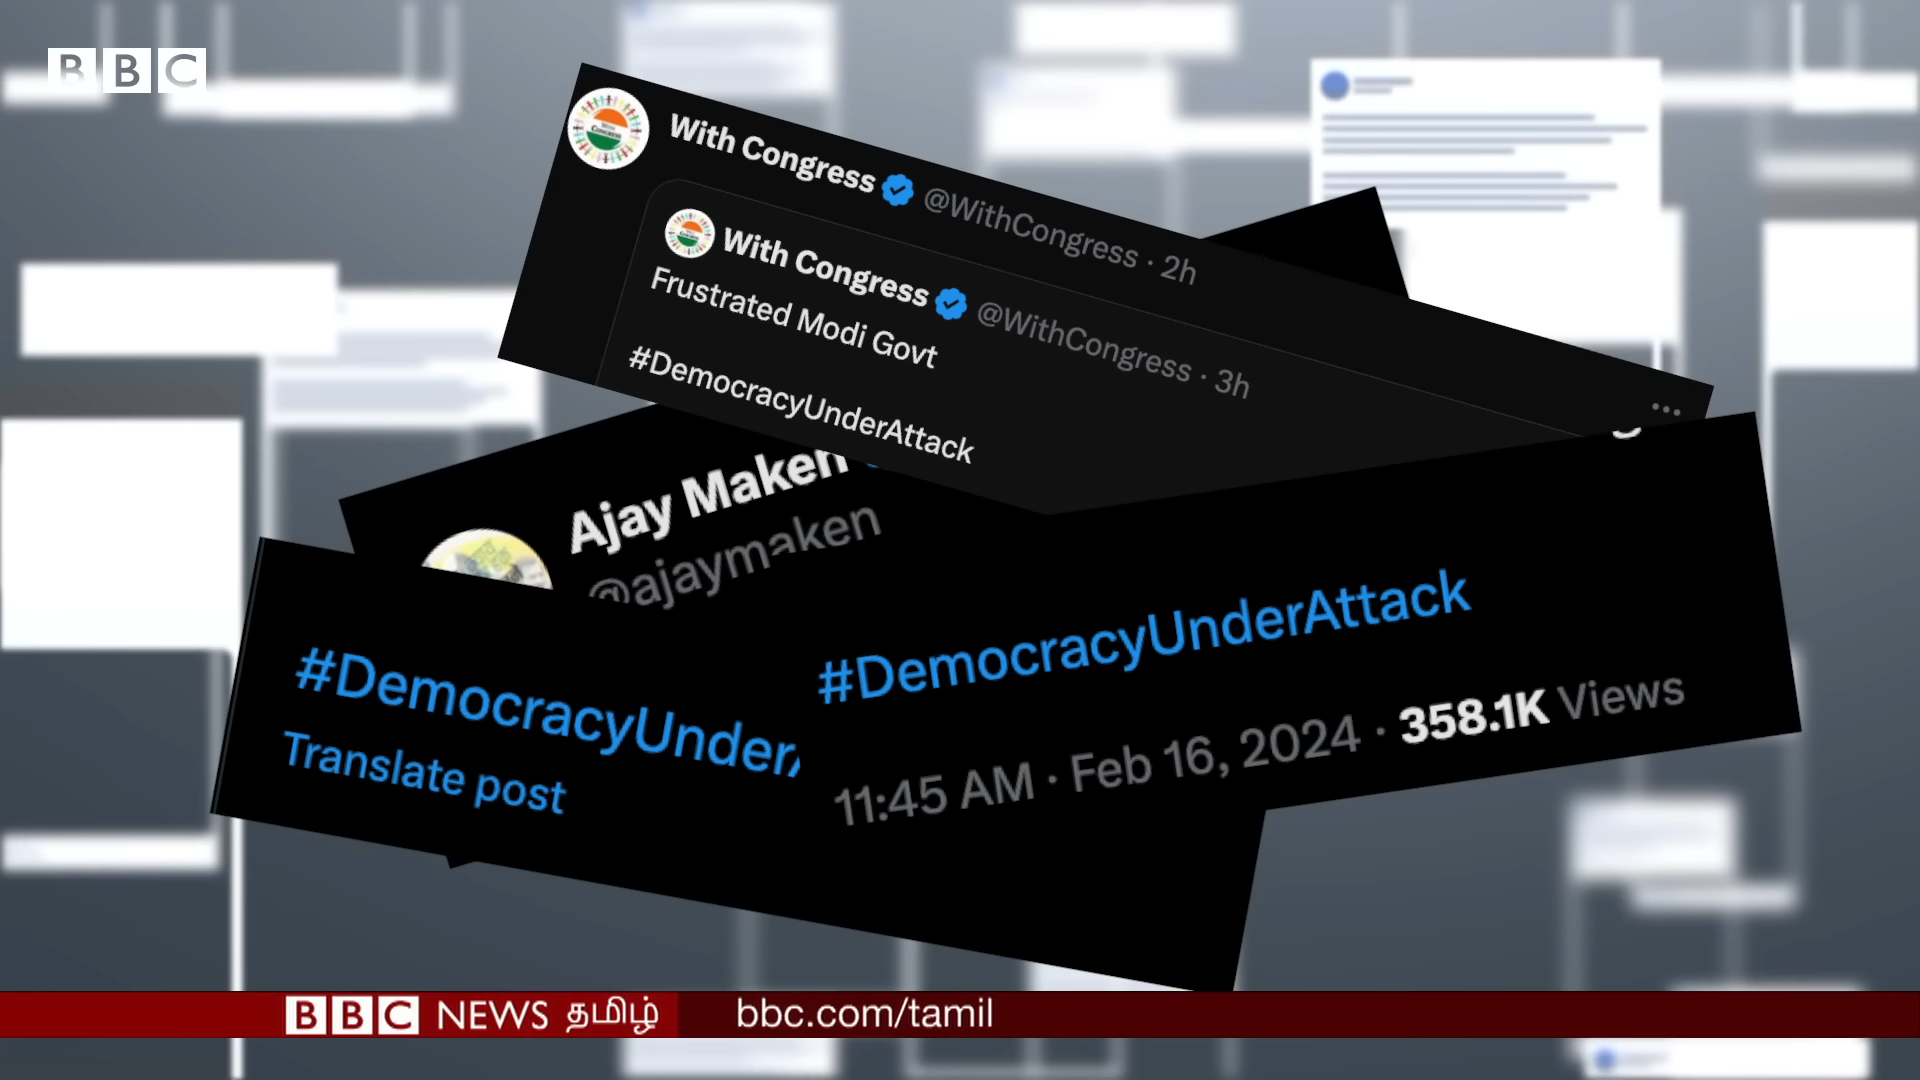 BBC
With Congress @WithCongress · 2h
With Congress @WithCongress · 3h
Frustrated Modi Govt
#DemocracyUnderAttack
Ajay Maken
@ajaymaken
#DemocracyUnderAttack
11:45 AM · Feb 16, 2024 · 358.1K Views
#DemocracyUnder
Translate post
BBC NEWS தமிழ் bbc.com/tamil